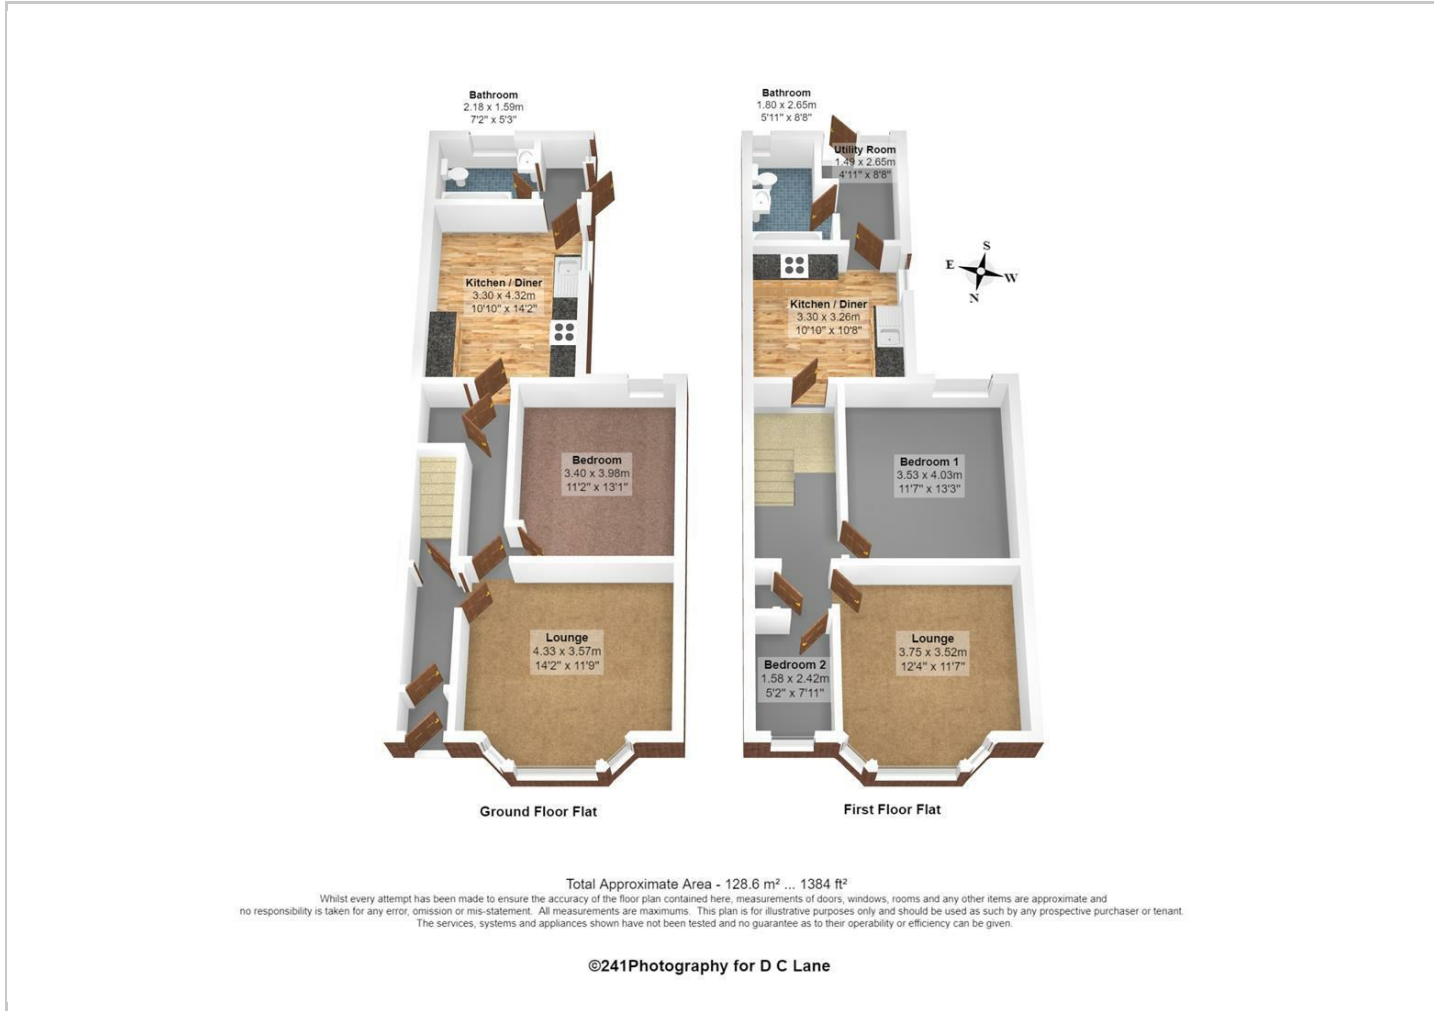 Bathroom
2.18 x 1.59m
7'2" x 5'3"
Kitchen / Diner
3.30 x 4.32m
10'10" x 14'2"
Bedroom
3.40 x 3.98m
11'2" x 13'1"
Lounge
4.33 x 3.57m
14'2" x 11'9"
Ground Floor Flat
Bathroom
1.80 x 2.65m
5'11" x 8'8"
Utility Room
1.49 x 2.65m
4'11" x 8'8"
Kitchen / Diner
3.30 x 3.26m
10'10" x 10'8"
Bedroom 1
3.53 x 4.03m
11'7" x 13'3"
Lounge
3.75 x 3.52m
12'4" x 11'7"
Bedroom 2
1.58 x 2.42m
5'2" x 7'11"
First Floor Flat
S
E
W
N
Total Approximate Area - 128.6 m² ... 1384 ft²
Whilst every attempt has been made to ensure the accuracy of the floor plan contained here, measurements of doors, windows, rooms and any other items are approximate and
no responsibility is taken for any error, omission or mis-statement. All measurements are maximums. This plan is for illustrative purposes only and should be used as such by any prospective purchaser or tenant.
The services, systems and appliances shown have not been tested and no guarantee as to their operability or efficiency can be given.
©241Photography for D C Lane